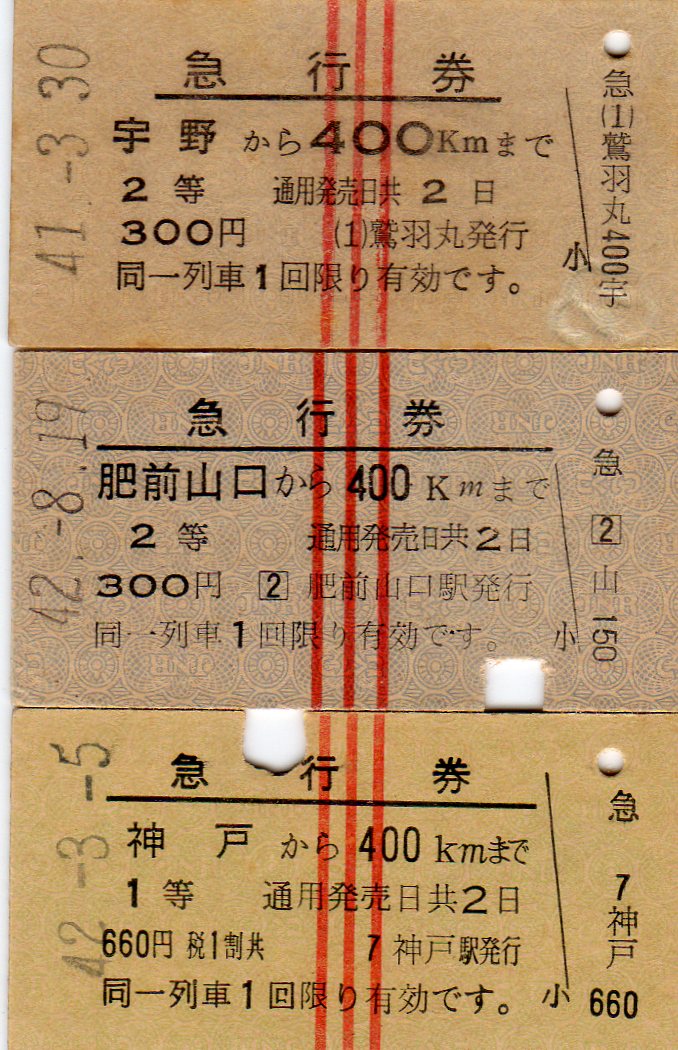 41.-3.30
急行券
宇野から400Kmまで
2等 通用発売日共2日
300円 (1)鷲羽丸発行
同一列車1回限り有効です。
小
急(1)鷲羽丸400宇
42.-8.19
急行券
肥前山口から400Kmまで
2等 通用発売日共2日
300円 2 肥前山口駅発行
同一列車1回限り有効です。
小
急2山150
42-3-5
急行券
神戸から400kmまで
1等 通用発売日共2日
660円 税1割共 7 神戸駅発行
同一列車1回限り有効です。
小
急 7神戸 660